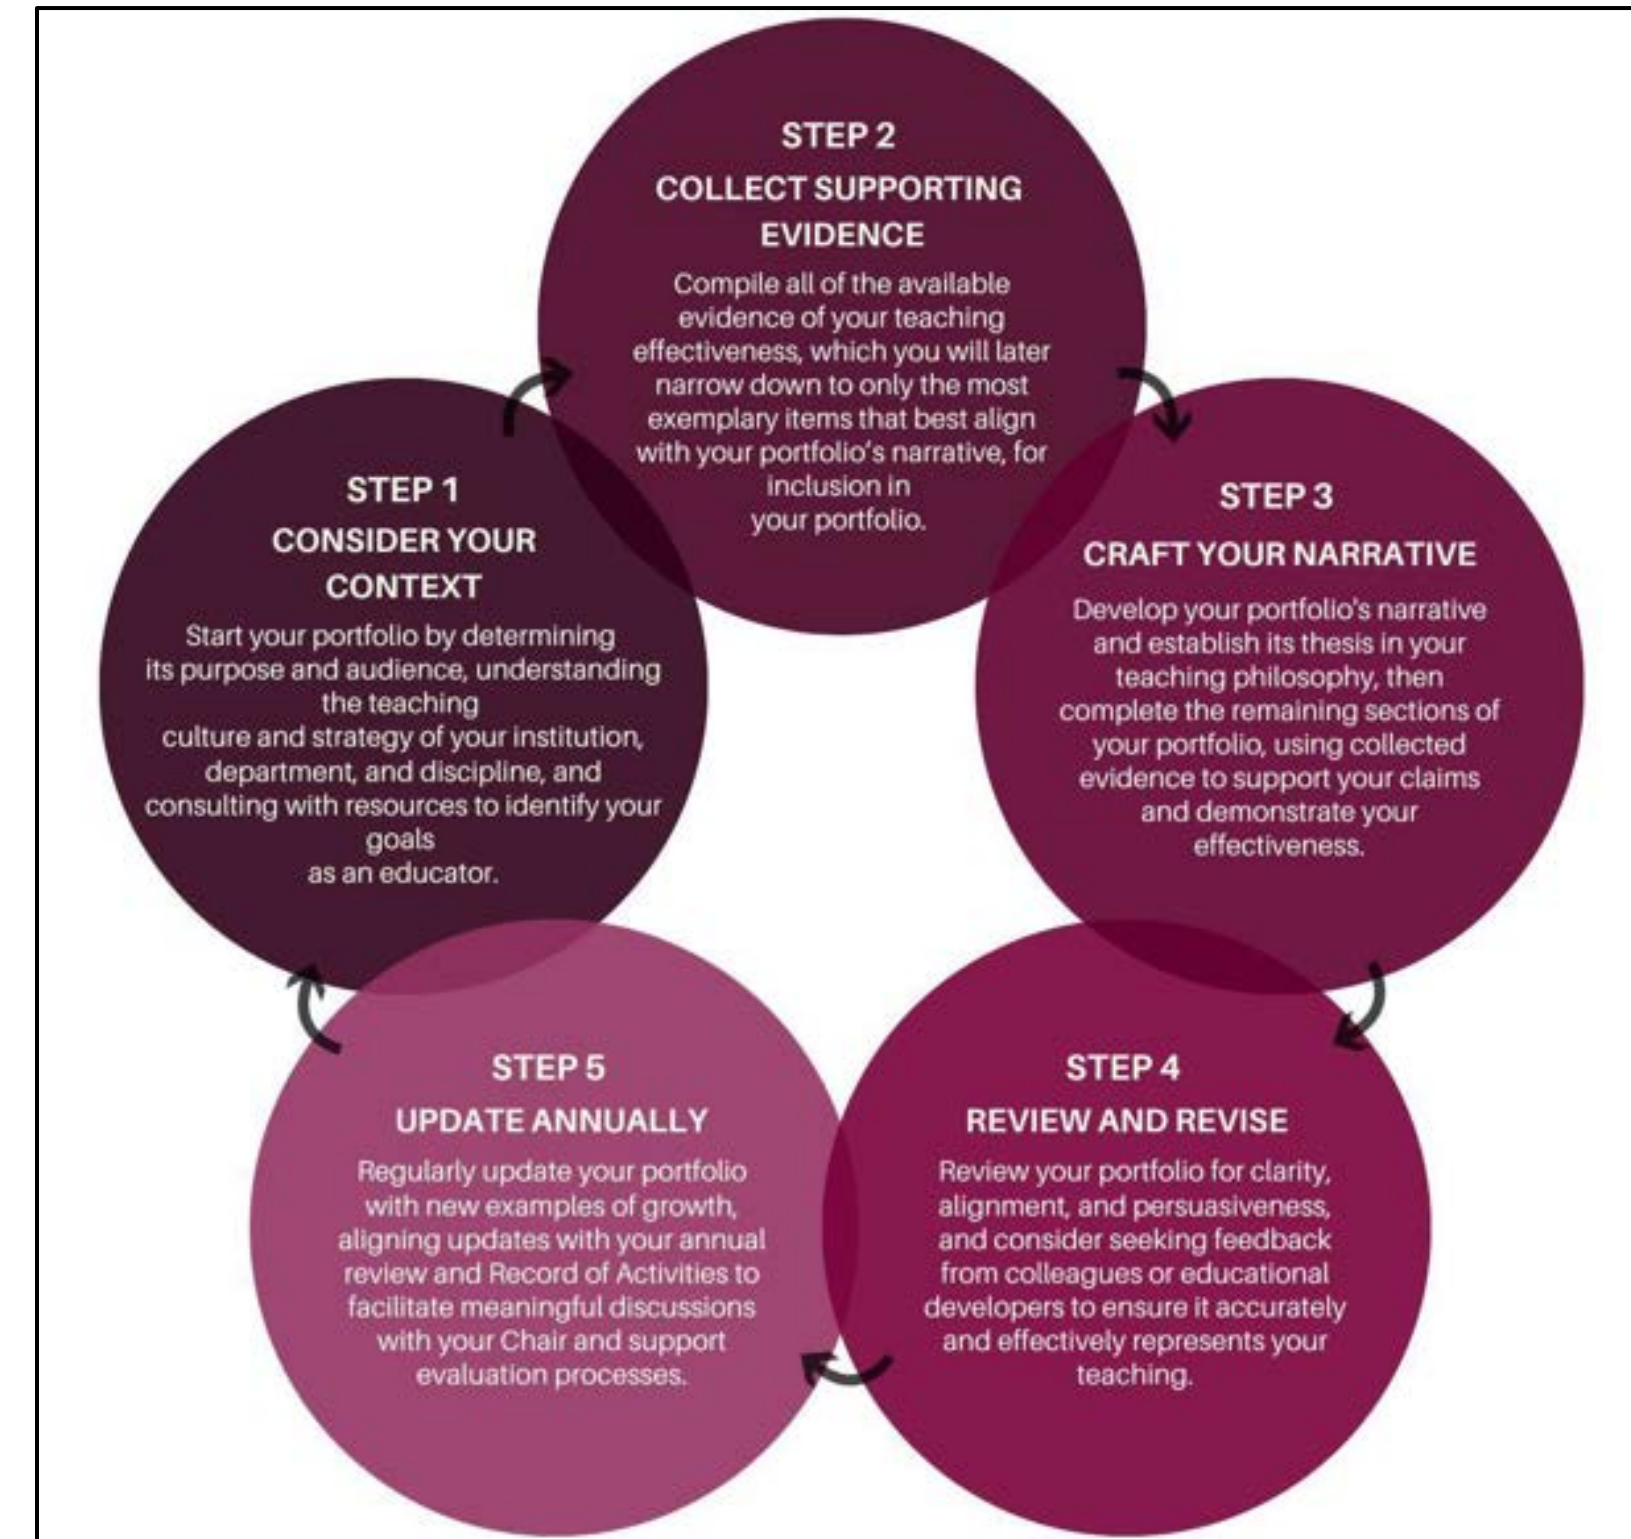 STEP 1
CONSIDER YOUR
CONTEXT
Start your portfolio by determining
its purpose and audience, understanding
the teaching
culture and strategy of your institution,
department, and discipline, and
consulting with resources to identify your
goals
as an educator.
STEP 2
COLLECT SUPPORTING
EVIDENCE
Compile all of the available
evidence of your teaching
effectiveness, which you will later
narrow down to only the most
exemplary items that best align
with your portfolio's narrative, for
inclusion in
your portfolio.
STEP 3
CRAFT YOUR NARRATIVE
Develop your portfolio's narrative
and establish its thesis in your
teaching philosophy, then
complete the remaining sections of
your portfolio, using collected
evidence to support your claims
and demonstrate your
effectiveness.
STEP 4
REVIEW AND REVISE
Review your portfolio for clarity,
alignment, and persuasiveness,
and consider seeking feedback
from colleagues or educational
developers to ensure it accurately
and effectively represents your
teaching.
STEP 5
UPDATE ANNUALLY
Regularly update your portfolio
with new examples of growth,
aligning updates with your annual
review and Record of Activities to
facilitate meaningful discussions
with your Chair and support
evaluation processes.